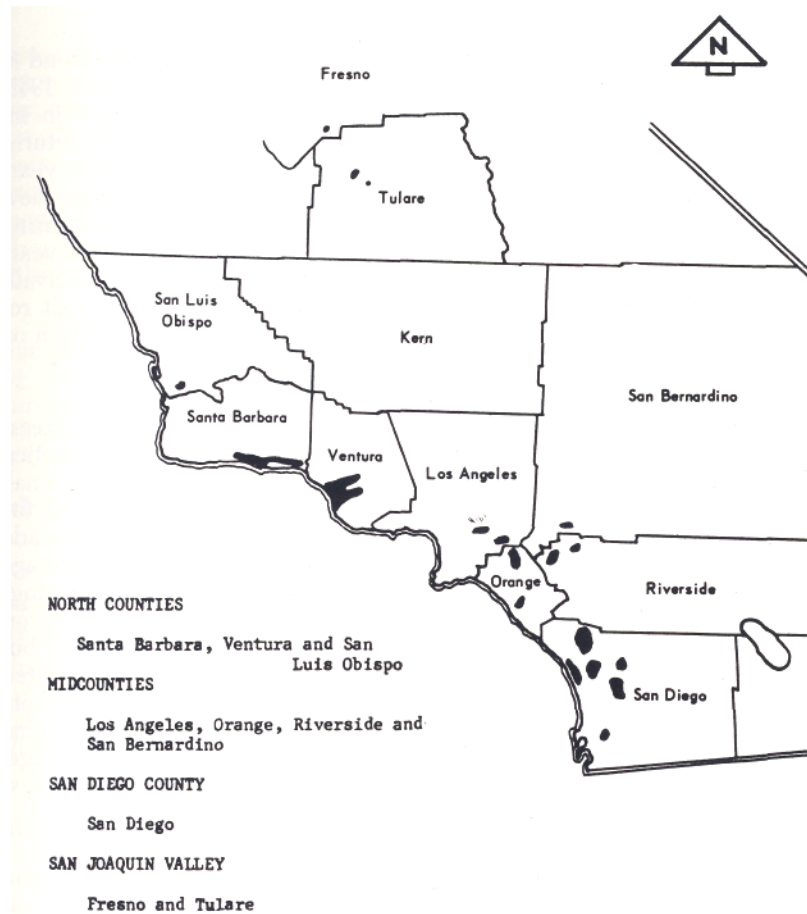 N
Fresno
Tulare
San Luis
Obispo
Kern
San Bernardino
Santa Barbara
Ventura
Los Angeles
Orange
Riverside
San Diego
NORTH COUNTIES
Santa Barbara, Ventura and San
Luis Obispo
MIDCOUNTIES
Los Angeles, Orange, Riverside and
San Bernardino
SAN DIEGO COUNTY
San Diego
SAN JOAQUIN VALLEY
Fresno and Tulare